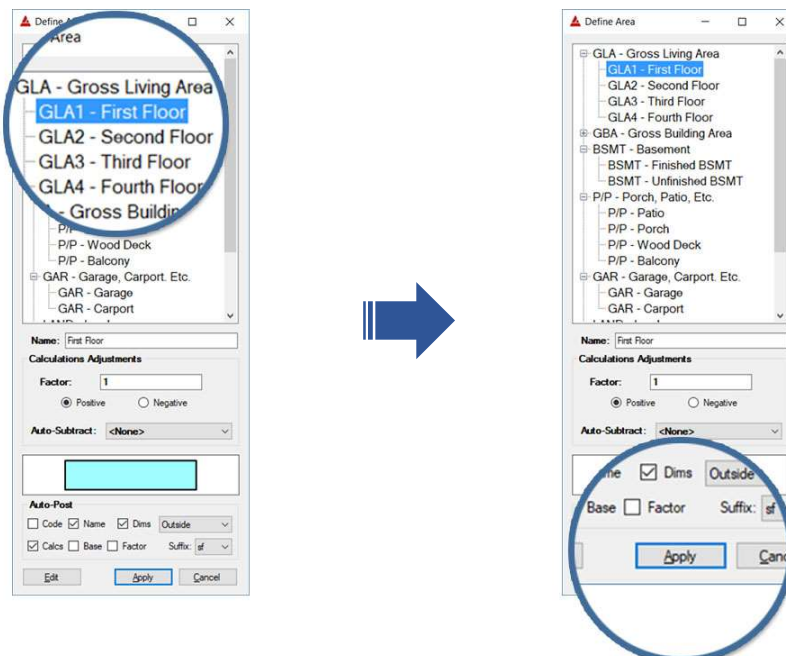 Define A
Area
GLA - Gross Living Area
GLA1 - First Floor
GLA2 - Second Floor
GLA3 - Third Floor
GLA4 - Fourth Floor
- Gross Buildin
P/P - Wood Deck
P/P - Balcony
GAR - Garage, Carport. Etc.
GAR - Garage
GAR - Carport
Name: First Floor
Calculations Adjustments
Factor: 1
Positive Negative
Auto-Subtract: <None>
Auto-Post
Code Name Dims Outside
Calcs Base Factor Suffix: sf
Edit Apply Cancel
Define Area
GLA - Gross Living Area
GLA1 - First Floor
GLA2 - Second Floor
GLA3 - Third Floor
GLA4 - Fourth Floor
GBA - Gross Building Area
BSMT - Basement
BSMT - Finished BSMT
BSMT - Unfinished BSMT
P/P - Porch, Patio, Etc.
P/P - Patio
P/P - Porch
P/P - Wood Deck
P/P - Balcony
GAR - Garage, Carport. Etc.
GAR - Garage
GAR - Carport
Name: First Floor
Calculations Adjustments
Factor: 1
Positive Negative
Auto-Subtract: <None>
me Dims Outside
Base Factor Suffix: sf
Apply Canc